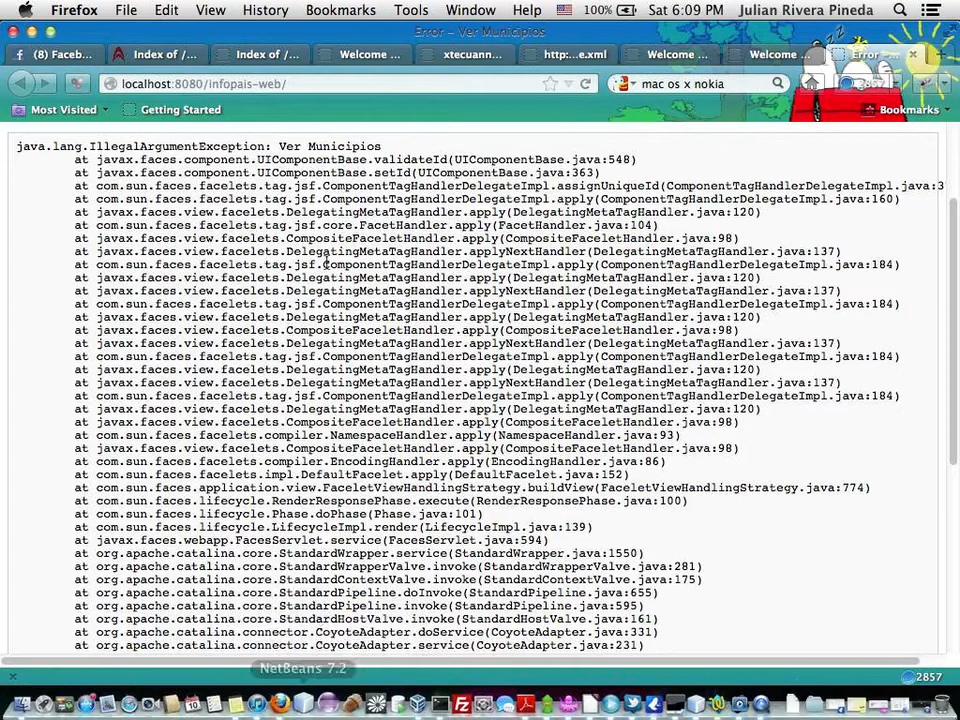 Firefox File Edit View History Bookmarks Tools Window Help 100% Sat 6:09 PM Julian Rivera Pineda
Error – Ver Municipios
(8) Faceb... Index of /... Index of /... Welcome ... xtecuann... http:...e.xml Welcome ... Welcome ... Error – ...
localhost:8080/infopais-web/ mac os x nokia 2857
Most Visited Getting Started Bookmarks
java.lang.IllegalArgumentException: Ver Municipios
at javax.faces.component.UIComponentBase.validateId(UIComponentBase.java:548)
at javax.faces.component.UIComponentBase.setId(UIComponentBase.java:363)
at com.sun.faces.facelets.tag.jsf.ComponentTagHandlerDelegateImpl.assignUniqueId(ComponentTagHandlerDelegateImpl.java:3
at com.sun.faces.facelets.tag.jsf.ComponentTagHandlerDelegateImpl.apply(ComponentTagHandlerDelegateImpl.java:160)
at javax.faces.view.facelets.DelegatingMetaTagHandler.apply(DelegatingMetaTagHandler.java:120)
at com.sun.faces.facelets.tag.jsf.core.FacetHandler.apply(FacetHandler.java:104)
at javax.faces.view.facelets.CompositeFaceletHandler.apply(CompositeFaceletHandler.java:98)
at javax.faces.view.facelets.DelegatingMetaTagHandler.applyNextHandler(DelegatingMetaTagHandler.java:137)
at com.sun.faces.facelets.tag.jsf.ComponentTagHandlerDelegateImpl.apply(ComponentTagHandlerDelegateImpl.java:184)
at javax.faces.view.facelets.DelegatingMetaTagHandler.apply(DelegatingMetaTagHandler.java:120)
at javax.faces.view.facelets.DelegatingMetaTagHandler.applyNextHandler(DelegatingMetaTagHandler.java:137)
at com.sun.faces.facelets.tag.jsf.ComponentTagHandlerDelegateImpl.apply(ComponentTagHandlerDelegateImpl.java:184)
at javax.faces.view.facelets.DelegatingMetaTagHandler.apply(DelegatingMetaTagHandler.java:120)
at javax.faces.view.facelets.CompositeFaceletHandler.apply(CompositeFaceletHandler.java:98)
at javax.faces.view.facelets.DelegatingMetaTagHandler.applyNextHandler(DelegatingMetaTagHandler.java:137)
at com.sun.faces.facelets.tag.jsf.ComponentTagHandlerDelegateImpl.apply(ComponentTagHandlerDelegateImpl.java:184)
at javax.faces.view.facelets.DelegatingMetaTagHandler.apply(DelegatingMetaTagHandler.java:120)
at javax.faces.view.facelets.DelegatingMetaTagHandler.applyNextHandler(DelegatingMetaTagHandler.java:137)
at com.sun.faces.facelets.tag.jsf.ComponentTagHandlerDelegateImpl.apply(ComponentTagHandlerDelegateImpl.java:184)
at javax.faces.view.facelets.DelegatingMetaTagHandler.apply(DelegatingMetaTagHandler.java:120)
at javax.faces.view.facelets.CompositeFaceletHandler.apply(CompositeFaceletHandler.java:98)
at com.sun.faces.facelets.compiler.NamespaceHandler.apply(NamespaceHandler.java:93)
at javax.faces.view.facelets.CompositeFaceletHandler.apply(CompositeFaceletHandler.java:98)
at com.sun.faces.facelets.compiler.EncodingHandler.apply(EncodingHandler.java:86)
at com.sun.faces.facelets.impl.DefaultFacelet.apply(DefaultFacelet.java:152)
at com.sun.faces.application.view.FaceletViewHandlingStrategy.buildView(FaceletViewHandlingStrategy.java:774)
at com.sun.faces.lifecycle.RenderResponsePhase.execute(RenderResponsePhase.java:100)
at com.sun.faces.lifecycle.Phase.doPhase(Phase.java:101)
at com.sun.faces.lifecycle.LifecycleImpl.render(LifecycleImpl.java:139)
at javax.faces.webapp.FacesServlet.service(FacesServlet.java:594)
at org.apache.catalina.core.StandardWrapper.service(StandardWrapper.java:1550)
at org.apache.catalina.core.StandardWrapperValve.invoke(StandardWrapperValve.java:281)
at org.apache.catalina.core.StandardContextValve.invoke(StandardContextValve.java:175)
at org.apache.catalina.core.StandardPipeline.doInvoke(StandardPipeline.java:655)
at org.apache.catalina.core.StandardPipeline.invoke(StandardPipeline.java:595)
at org.apache.catalina.core.StandardHostValve.invoke(StandardHostValve.java:161)
at org.apache.catalina.connector.CoyoteAdapter.doService(CoyoteAdapter.java:331)
at org.apache.catalina.connector.CoyoteAdapter.service(CoyoteAdapter.java:231)
NetBeans 7.2
2857